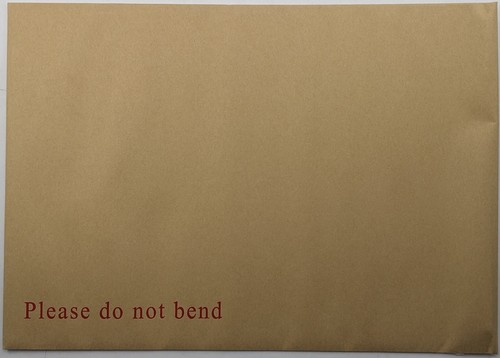 Please do not bend